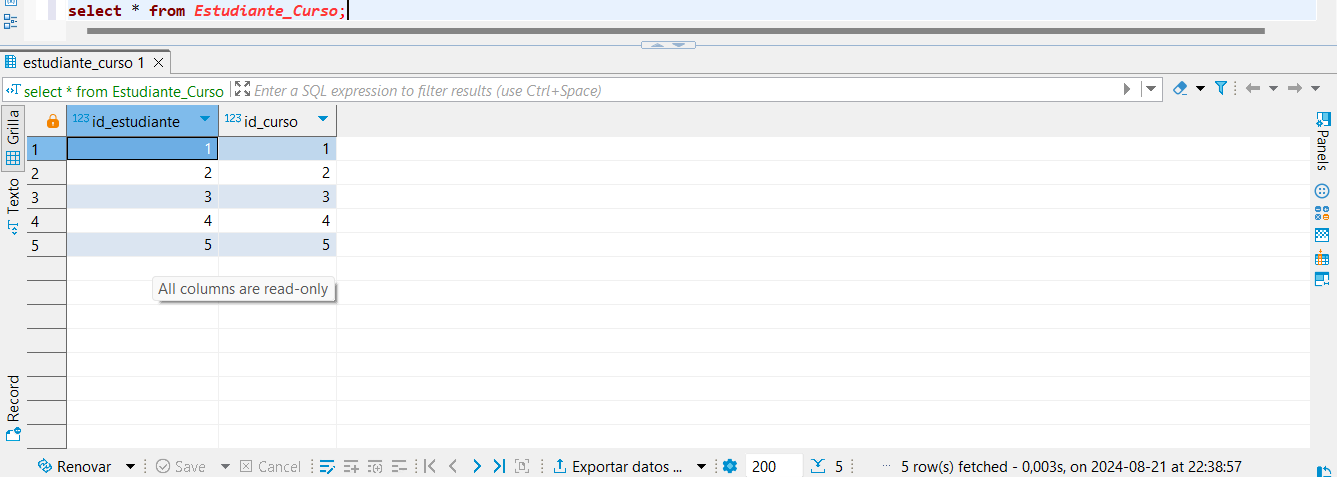 select * from Estudiante_Curso;
estudiante_curso 1
select * from Estudiante_Curso
Enter a SQL expression to filter results (use Ctrl+Space)
Grilla
Texto
Record
Panels
123 id_estudiante 123 id_curso
1 1 1
2 2 2
3 3 3
4 4 4
5 5 5
All columns are read-only
Renovar Save Cancel Exportar datos ... 200 5 ... 5 row(s) fetched - 0,003s, on 2024-08-21 at 22:38:57